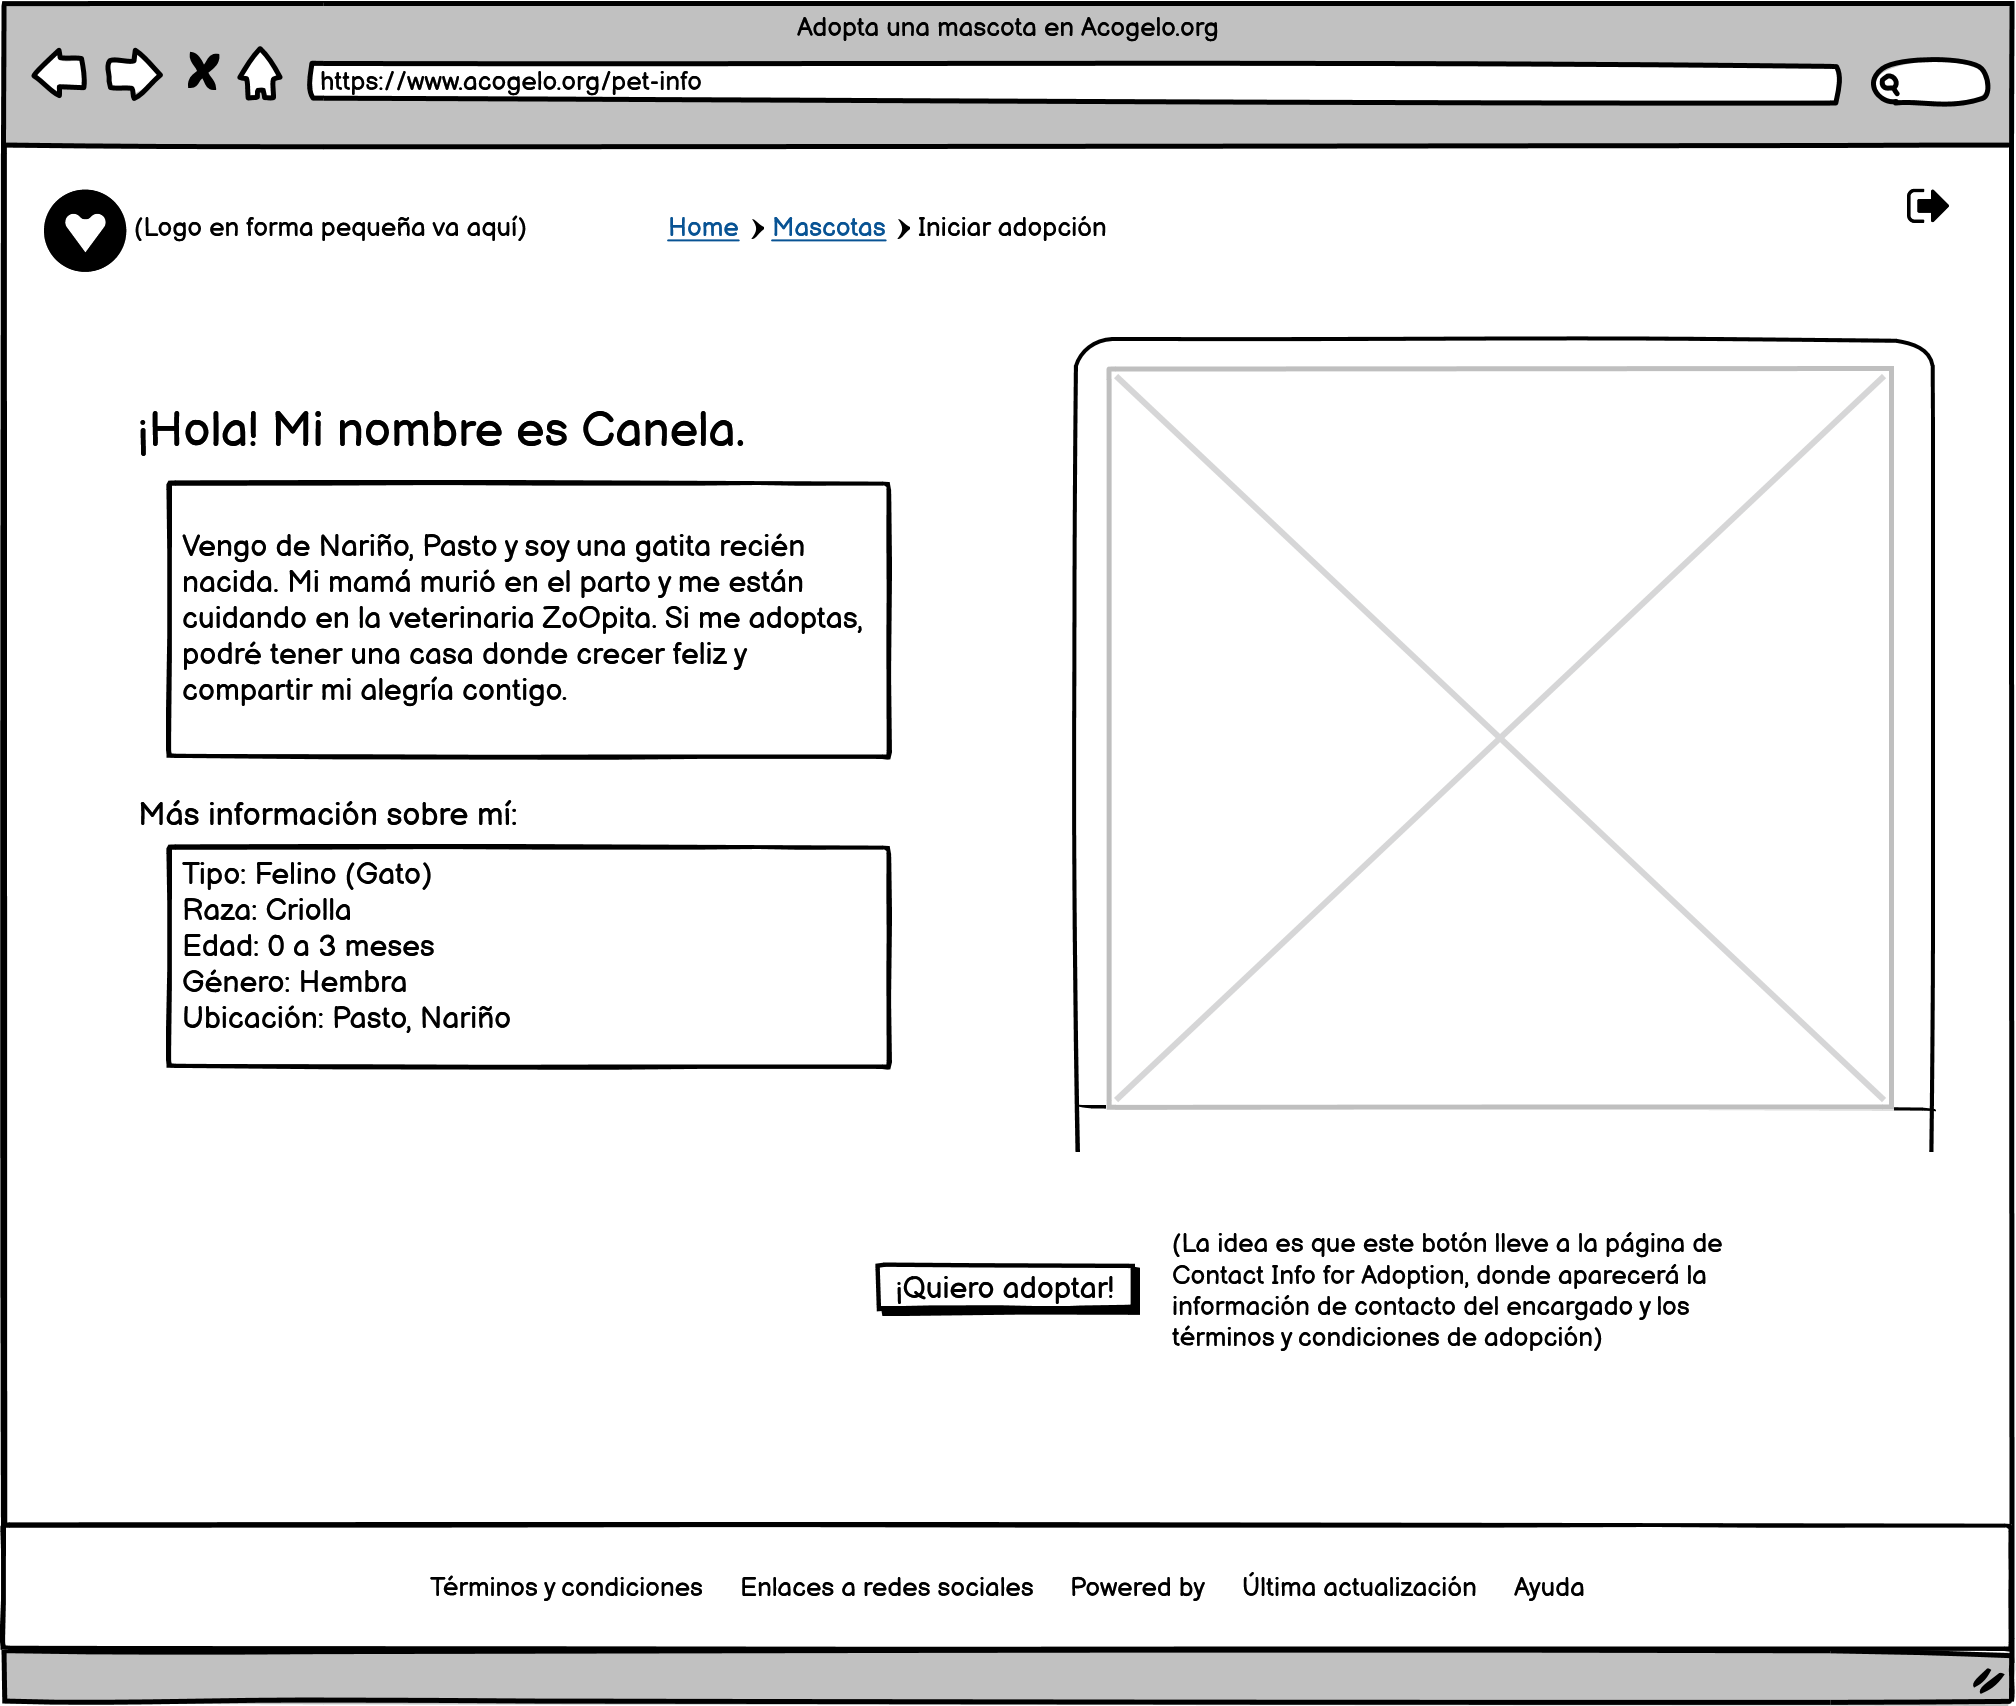 Adopta una mascota en Acogelo.org
https://www.acogelo.org/pet-info
(Logo en forma pequeña va aquí)
Home > Mascotas > Iniciar adopción
¡Hola! Mi nombre es Canela.
Vengo de Nariño, Pasto y soy una gatita recién
nacida. Mi mamá murió en el parto y me están
cuidando en la veterinaria ZoOpita. Si me adoptas,
podré tener una casa donde crecer feliz y
compartir mi alegría contigo.
Más información sobre mí:
Tipo: Felino (Gato)
Raza: Criolla
Edad: 0 a 3 meses
Género: Hembra
Ubicación: Pasto, Nariño
¡Quiero adoptar!
(La idea es que este botón lleve a la página de
Contact Info for Adoption, donde aparecerá la
información de contacto del encargado y los
términos y condiciones de adopción)
Términos y condiciones Enlaces a redes sociales Powered by Última actualización Ayuda